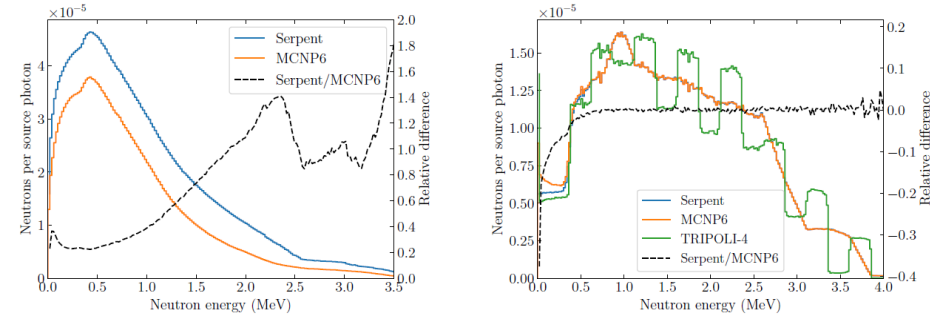 ×10⁻⁵
Neutrons per source photon
4
3
2
1
0
0.0 0.5 1.0 1.5 2.0 2.5 3.0 3.5
Neutron energy (MeV)
Serpent
MCNP6
Serpent/MCNP6
2.0
1.8
1.6
1.4
1.2
1.0
0.8
0.6
0.4
0.2
0.0
Relative difference
×10⁻⁵
Neutrons per source photon
1.50
1.25
1.00
0.75
0.50
0.25
0.00
0.0 0.5 1.0 1.5 2.0 2.5 3.0 3.5 4.0
Neutron energy (MeV)
Serpent
MCNP6
TRIPOLI-4
Serpent/MCNP6
0.2
0.1
0.0
−0.1
−0.2
−0.3
−0.4
Relative difference